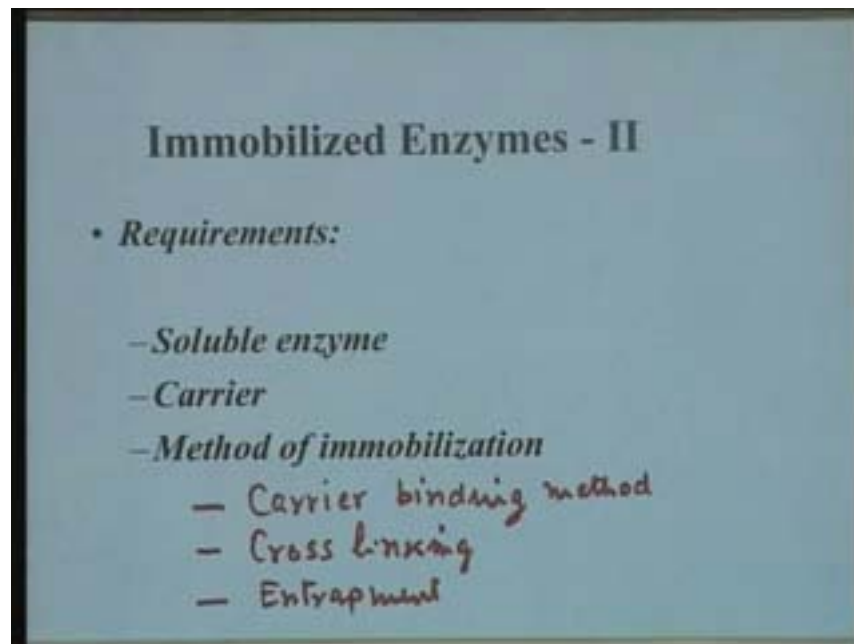 Immobilized Enzymes - II
• Requirements:
– Soluble enzyme
– Carrier
– Method of immobilization
— Carrier binding method
— Cross linking
— Entrapment